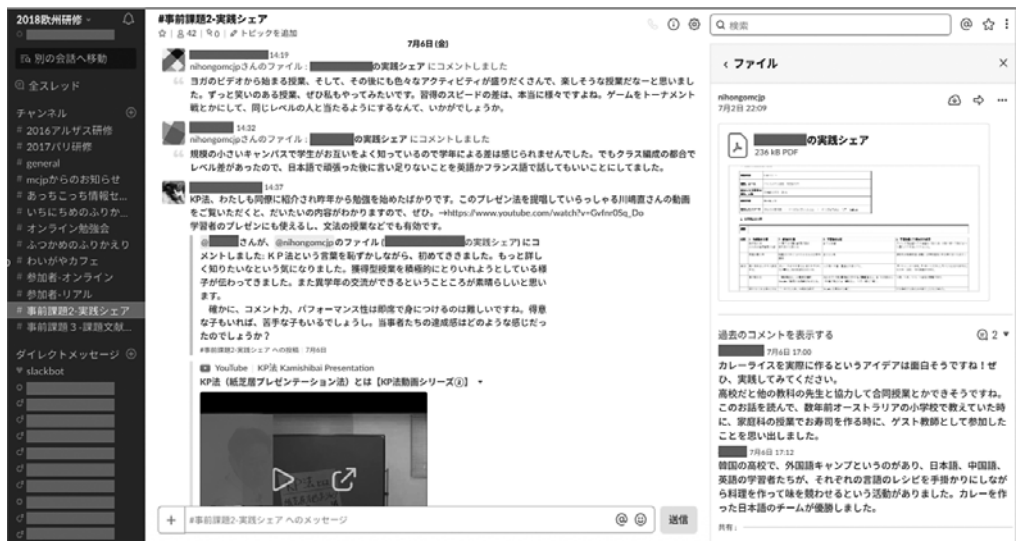 2018欧州研修
別の会話へ移動
全スレッド
チャンネル
# 2016アルザス研修
# 2017パリ研修
# general
# mcjpからのお知らせ
# あっちこっち情報セ...
# いちにちめのふりか...
# オンライン勉強会
# ふつかめのふりかえり
# わいがやカフェ
# 参加者-オンライン
# 参加者-リアル
# 事前課題2-実践シェア
# 事前課題３-課題文献...
ダイレクトメッセージ
slackbot
#事前課題2-実践シェア
42 | 0 | トピックを追加
7月6日 (金)
14:19
nihongomcjpさんのファイル : の実践シェア にコメントしました
ヨガのビデオから始まる授業、そして、その後にも色々なアクティビティが盛りだくさんで、楽しそうな授業だなーと思いまし
た。ずっと笑いのある授業、ぜひ私もやってみたいです。習得のスピードの差は、本当に様々ですよね。ゲームをトーナメント
戦とかにして、同じレベルの人と当たるようにするなんて、いかがでしょうか。
14:32
nihongomcjpさんのファイル : の実践シェア にコメントしました
規模の小さいキャンパスで学生がお互いをよく知っているので学年による差は感じられませんでした。でもクラス編成の都合で
レベル差があったので、日本語で頑張った後に言い足りないことを英語かフランス語で話してもいいことにしてました。
14:37
KP法、わたしも同僚に紹介され昨年から勉強を始めたばかりです。このプレゼン法を提唱していらっしゃる川嶋直さんの動画
をご覧いただくと、だいたいの内容がわかりますので、ぜひ。→https://www.youtube.com/watch?v=Gvfnr05q_Do
学習者のプレゼンにも使えるし、文法の授業などでも有効です。
@ さんが、@nihongomcjp のファイル ( の実践シェア) にコ
メントしました: ＫＰ法という言葉を恥ずかしながら、初めてききました。もっと詳し
く知りたいなという気になりました。獲得型授業を積極的にとりいれようとしている様
子が伝わってきました。また異学年の交流ができるということころが素晴らしいと思い
ます。
確かに、コメント力、パフォーマンス性は即席で身につけるのは難しいですね。得意
な子もいれば、苦手な子もいるでしょうし。当事者たちの達成感はどのような感じだっ
たのでしょうか？
#事前課題2-実践シェア への投稿 | 7月6日
YouTube | KP法 Kamishibai Presentation
KP法（紙芝居プレゼンテーション法）とは【KP法動画シリーズ②】
#事前課題2-実践シェア へのメッセージ
送信
検索
ファイル
nihongomcjp
7月2日 22:09
の実践シェア
236 kB PDF
過去のコメントを表示する
2
7月6日 17:00
カレーライスを実際に作るというアイデアは面白そうですね！ぜ
ひ、実践してみてください。
高校だと他の教科の先生と協力して合同授業とかできそうですね。
このお話を読んで、数年前オーストラリアの小学校で教えていた時
に、家庭科の授業でお寿司を作る時に、ゲスト教師として参加した
ことを思い出しました。
7月6日 17:12
韓国の高校で、外国語キャンプというのがあり、日本語、中国語、
英語の学習者たちが、それぞれの言語のレシピを手掛かりにしなが
ら料理を作って味を競わせるという活動がありました。カレーを作
った日本語のチームが優勝しました。
共有：